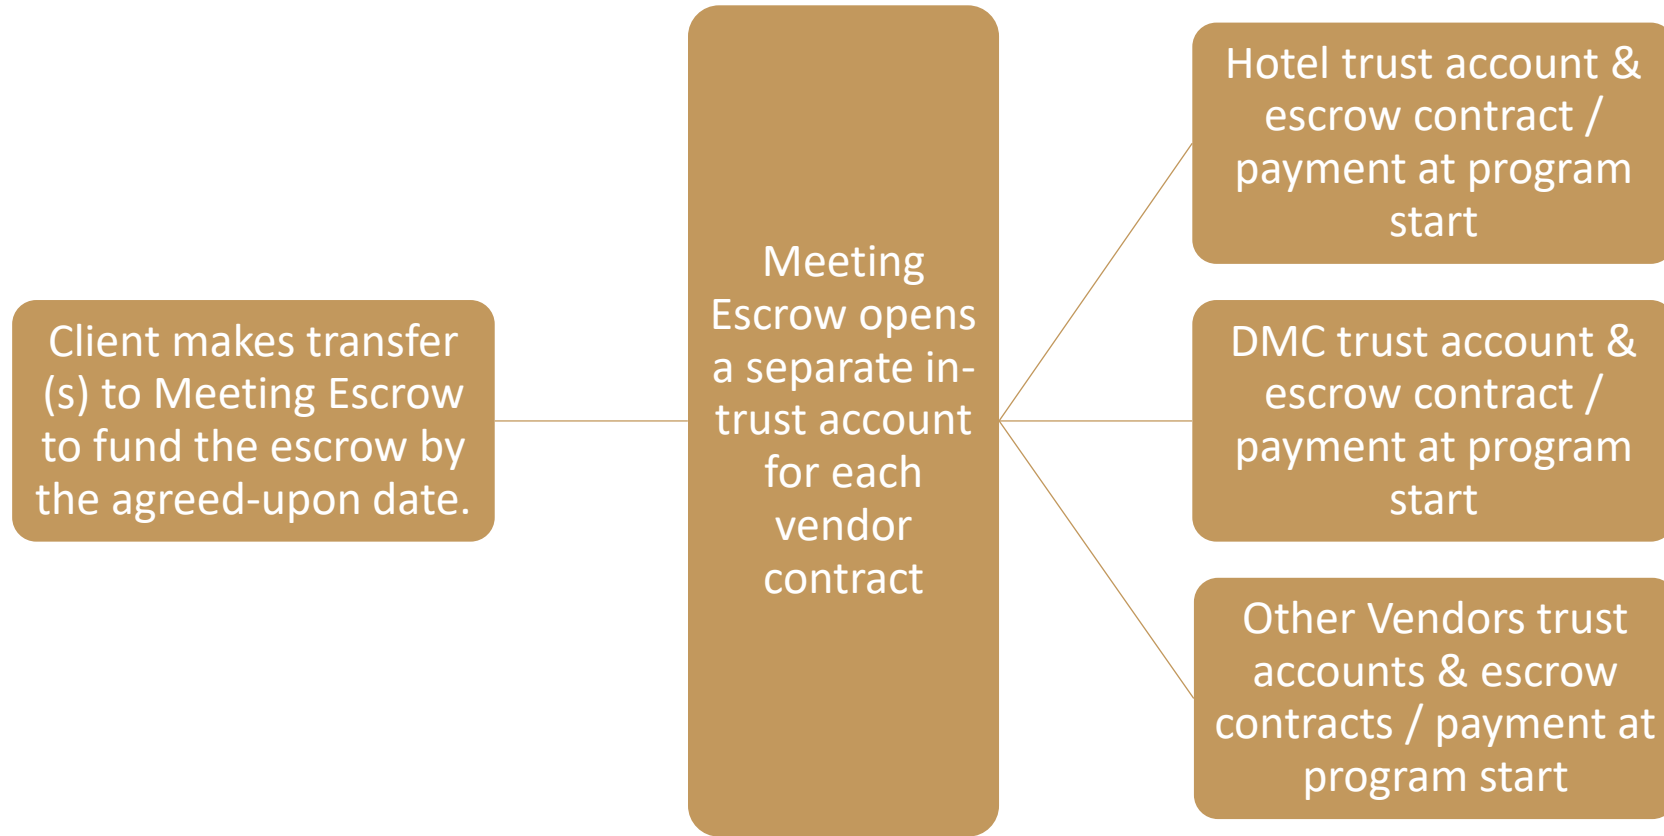 Client makes transfer
(s) to Meeting Escrow
to fund the escrow by
the agreed-upon date.
Meeting
Escrow opens
a separate in-
trust account
for each
vendor
contract
Hotel trust account &
escrow contract /
payment at program
start
DMC trust account &
escrow contract /
payment at program
start
Other Vendors trust
accounts & escrow
contracts / payment at
program start